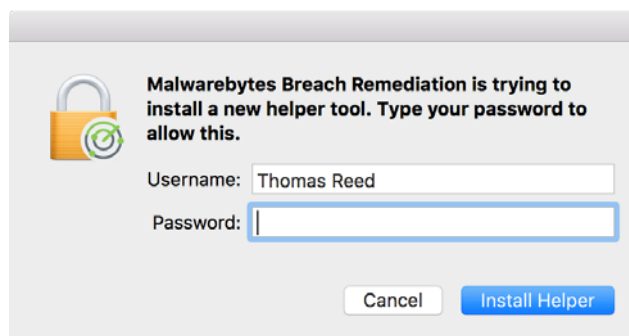 Malwarebytes Breach Remediation is trying to
install a new helper tool. Type your password to
allow this.
Username: Thomas Reed
Password:
Cancel Install Helper